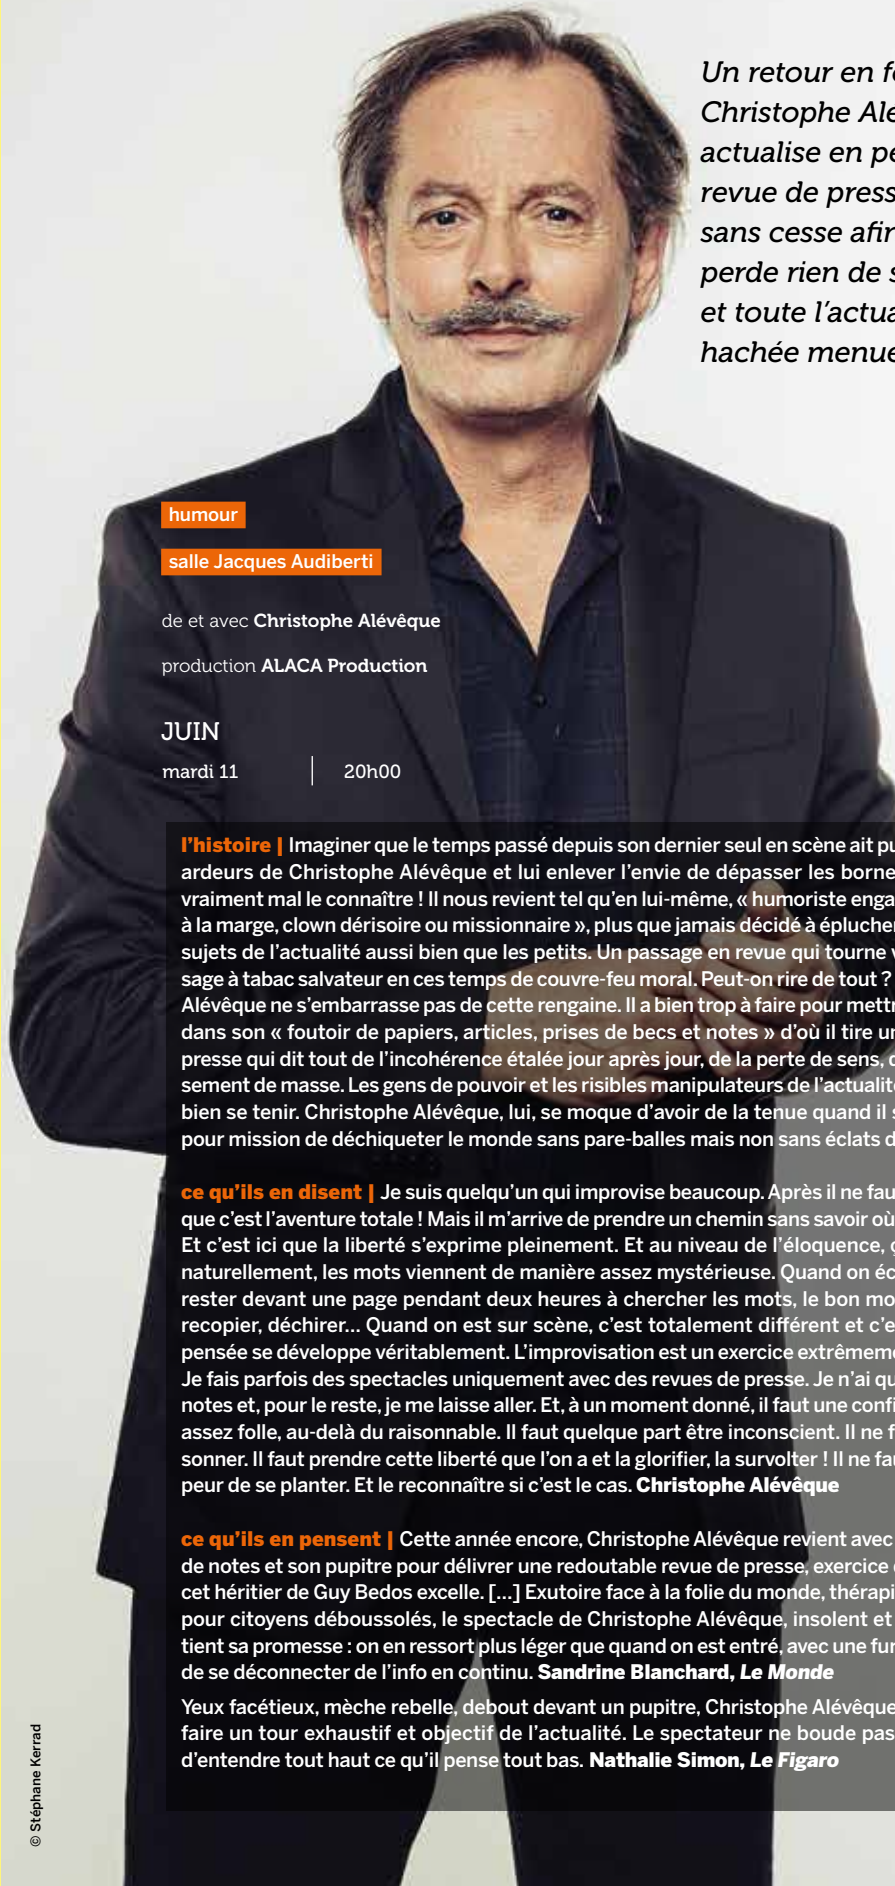 Un retour en
Christophe
actualise en
revue de
sans cesse
perde rien de
et toute
hachée
humour
salle Jacques Audiberti
de et avec Christophe Alévêque
production ALACA Production
JUIN
mardi 11 | 20h00
l’histoire | Imaginer que le temps passé depuis son dernier seul en scène ait
ardeurs de Christophe Alévêque et lui enlever l’envie de dépasser les
vraiment mal le connaître ! Il nous revient tel qu’en lui-même, « humoriste
à la marge, clown dérisoire ou missionnaire », plus que jamais décidé à
sujets de l’actualité aussi bien que les petits. Un passage en revue qui tourne
sage à tabac salvateur en ces temps de couvre-feu moral. Peut-on rire de tout ?
Alévêque ne s’embarrasse pas de cette rengaine. Il a bien trop à faire pour
dans son « foutoir de papiers, articles, prises de becs et notes » d’où il tire
presse qui dit tout de l’incohérence étalée jour après jour, de la perte de sens,
sement de masse. Les gens de pouvoir et les risibles manipulateurs de
bien se tenir. Christophe Alévêque, lui, se moque d’avoir de la tenue quand il
pour mission de déchiqueter le monde sans pare-balles mais non sans éclats
ce qu’ils en disent | Je suis quelqu’un qui improvise beaucoup. Après il ne
que c’est l’aventure totale ! Mais il m’arrive de prendre un chemin sans savoir où
Et c’est ici que la liberté s’exprime pleinement. Et au niveau de l’éloquence,
naturellement, les mots viennent de manière assez mystérieuse. Quand on
rester devant une page pendant deux heures à chercher les mots, le bon
recopier, déchirer... Quand on est sur scène, c’est totalement différent et
pensée se développe véritablement. L’improvisation est un exercice
Je fais parfois des spectacles uniquement avec des revues de presse. Je n’ai
notes et, pour le reste, je me laisse aller. Et, à un moment donné, il faut une
assez folle, au-delà du raisonnable. Il faut quelque part être inconscient. Il ne
sonner. Il faut prendre cette liberté que l’on a et la glorifier, la survolter ! Il ne
peur de se planter. Et le reconnaître si c’est le cas. Christophe Alévêque
ce qu’ils en pensent | Cette année encore, Christophe Alévêque revient avec
de notes et son pupitre pour délivrer une redoutable revue de presse, exercice
cet héritier de Guy Bedos excelle. [...] Exutoire face à la folie du monde,
pour citoyens déboussolés, le spectacle de Christophe Alévêque, insolent et
tient sa promesse : on en ressort plus léger que quand on est entré, avec une
de se déconnecter de l’info en continu. Sandrine Blanchard, Le Monde
Yeux facétieux, mèche rebelle, debout devant un pupitre, Christophe Alévêque
faire un tour exhaustif et objectif de l’actualité. Le spectateur ne boude pas
d’entendre tout haut ce qu’il pense tout bas. Nathalie Simon, Le Figaro
© Stéphane Kerrad